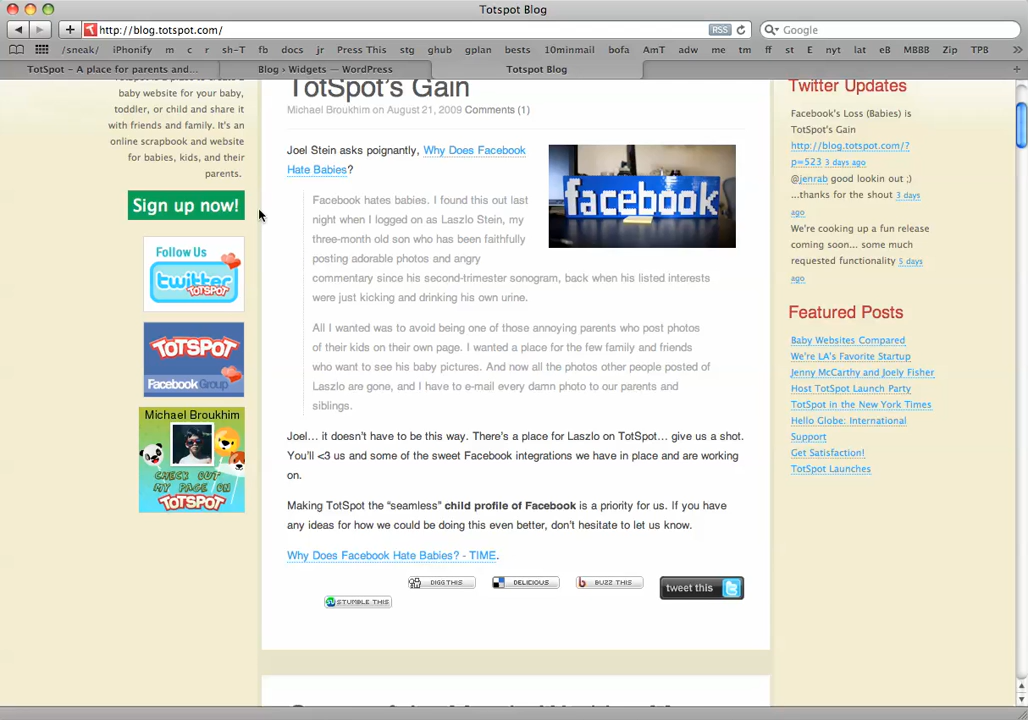 Totspot Blog
http://blog.totspot.com/
RSS
Google
/sneak/ iPhonify m c r sh-T fb docs jr Press This stg ghub gplan bests 10minmail bofa AmT adw me tm ff st E nyt lat eB M888 Zip TPB »
TotSpot – A place for parents and...
Blog › Widgets — WordPress
Totspot Blog
baby website for your baby,
toddler, or child and share it
with friends and family. It's an
online scrapbook and website
for babies, kids, and their
parents.
Sign up now!
Follow Us
twitter
TOTSPOT
TOTSPOT
Facebook Group
Michael Broukhim
CHECK OUT
MY PAGE ON
TOTSPOT
TotSpot's Gain
Michael Broukhim on August 21, 2009 Comments (1)
Joel Stein asks poignantly, Why Does Facebook
Hate Babies?
facebook
Facebook hates babies. I found this out last
night when I logged on as Laszlo Stein, my
three-month old son who has been faithfully
posting adorable photos and angry
commentary since his second-trimester sonogram, back when his listed interests
were just kicking and drinking his own urine.
All I wanted was to avoid being one of those annoying parents who post photos
of their kids on their own page. I wanted a place for the few family and friends
who want to see his baby pictures. And now all the photos other people posted of
Laszlo are gone, and I have to e-mail every damn photo to our parents and
siblings.
Joel… it doesn't have to be this way. There's a place for Laszlo on TotSpot… give us a shot.
You'll <3 us and some of the sweet Facebook integrations we have in place and are working
on.
Making TotSpot the “seamless” child profile of Facebook is a priority for us. If you have
any ideas for how we could be doing this even better, don't hesitate to let us know.
Why Does Facebook Hate Babies? - TIME.
DIGG THIS
DELICIOUS
BUZZ THIS
tweet this
STUMBLE THIS
Twitter Updates
Facebook's Loss (Babies) is
TotSpot's Gain
http://blog.totspot.com/?
p=523 3 days ago
@jenrab good lookin out ;)
...thanks for the shout 3 days
ago
We're cooking up a fun release
coming soon... some much
requested functionality 5 days
ago
Featured Posts
Baby Websites Compared
We're LA's Favorite Startup
Jenny McCarthy and Joely Fisher
Host TotSpot Launch Party
TotSpot in the New York Times
Hello Globe: International
Support
Get Satisfaction!
TotSpot Launches